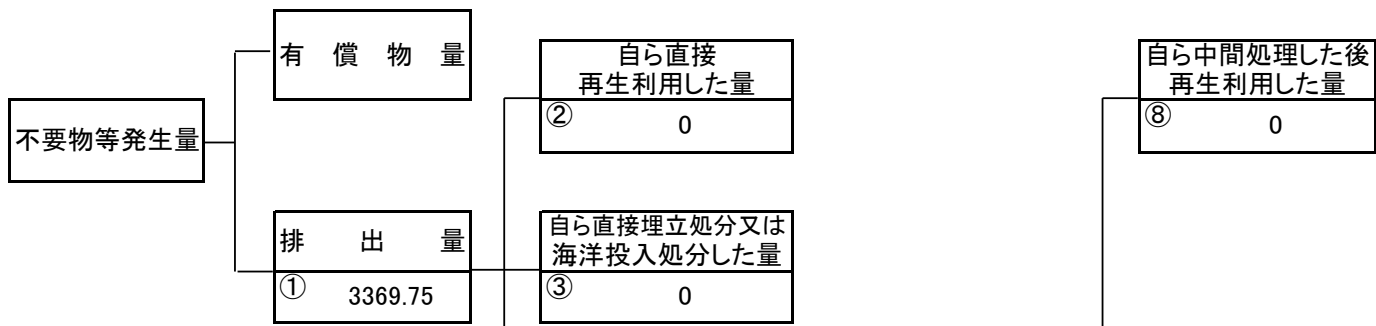 有償物量
自ら直接
再生利用した量
② 0
自ら中間処理した後
再生利用した量
⑧ 0
不要物等発生量
排出量
① 3369.75
自ら直接埋立処分又は
海洋投入処分した量
③ 0